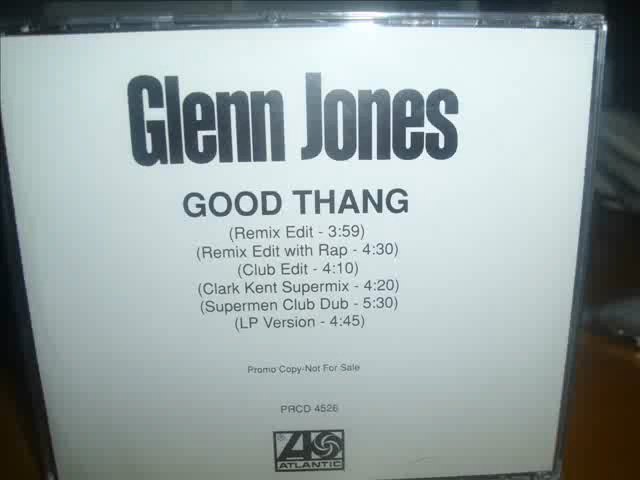 Glenn Jones
GOOD THANG
(Remix Edit - 3:59)
(Remix Edit with Rap - 4:30)
(Club Edit - 4:10)
(Clark Kent Supermix - 4:20)
(Supermen Club Dub - 5:30)
(LP Version - 4:45)
Promo Copy-Not For Sale
PRCD 4526
ATLANTIC